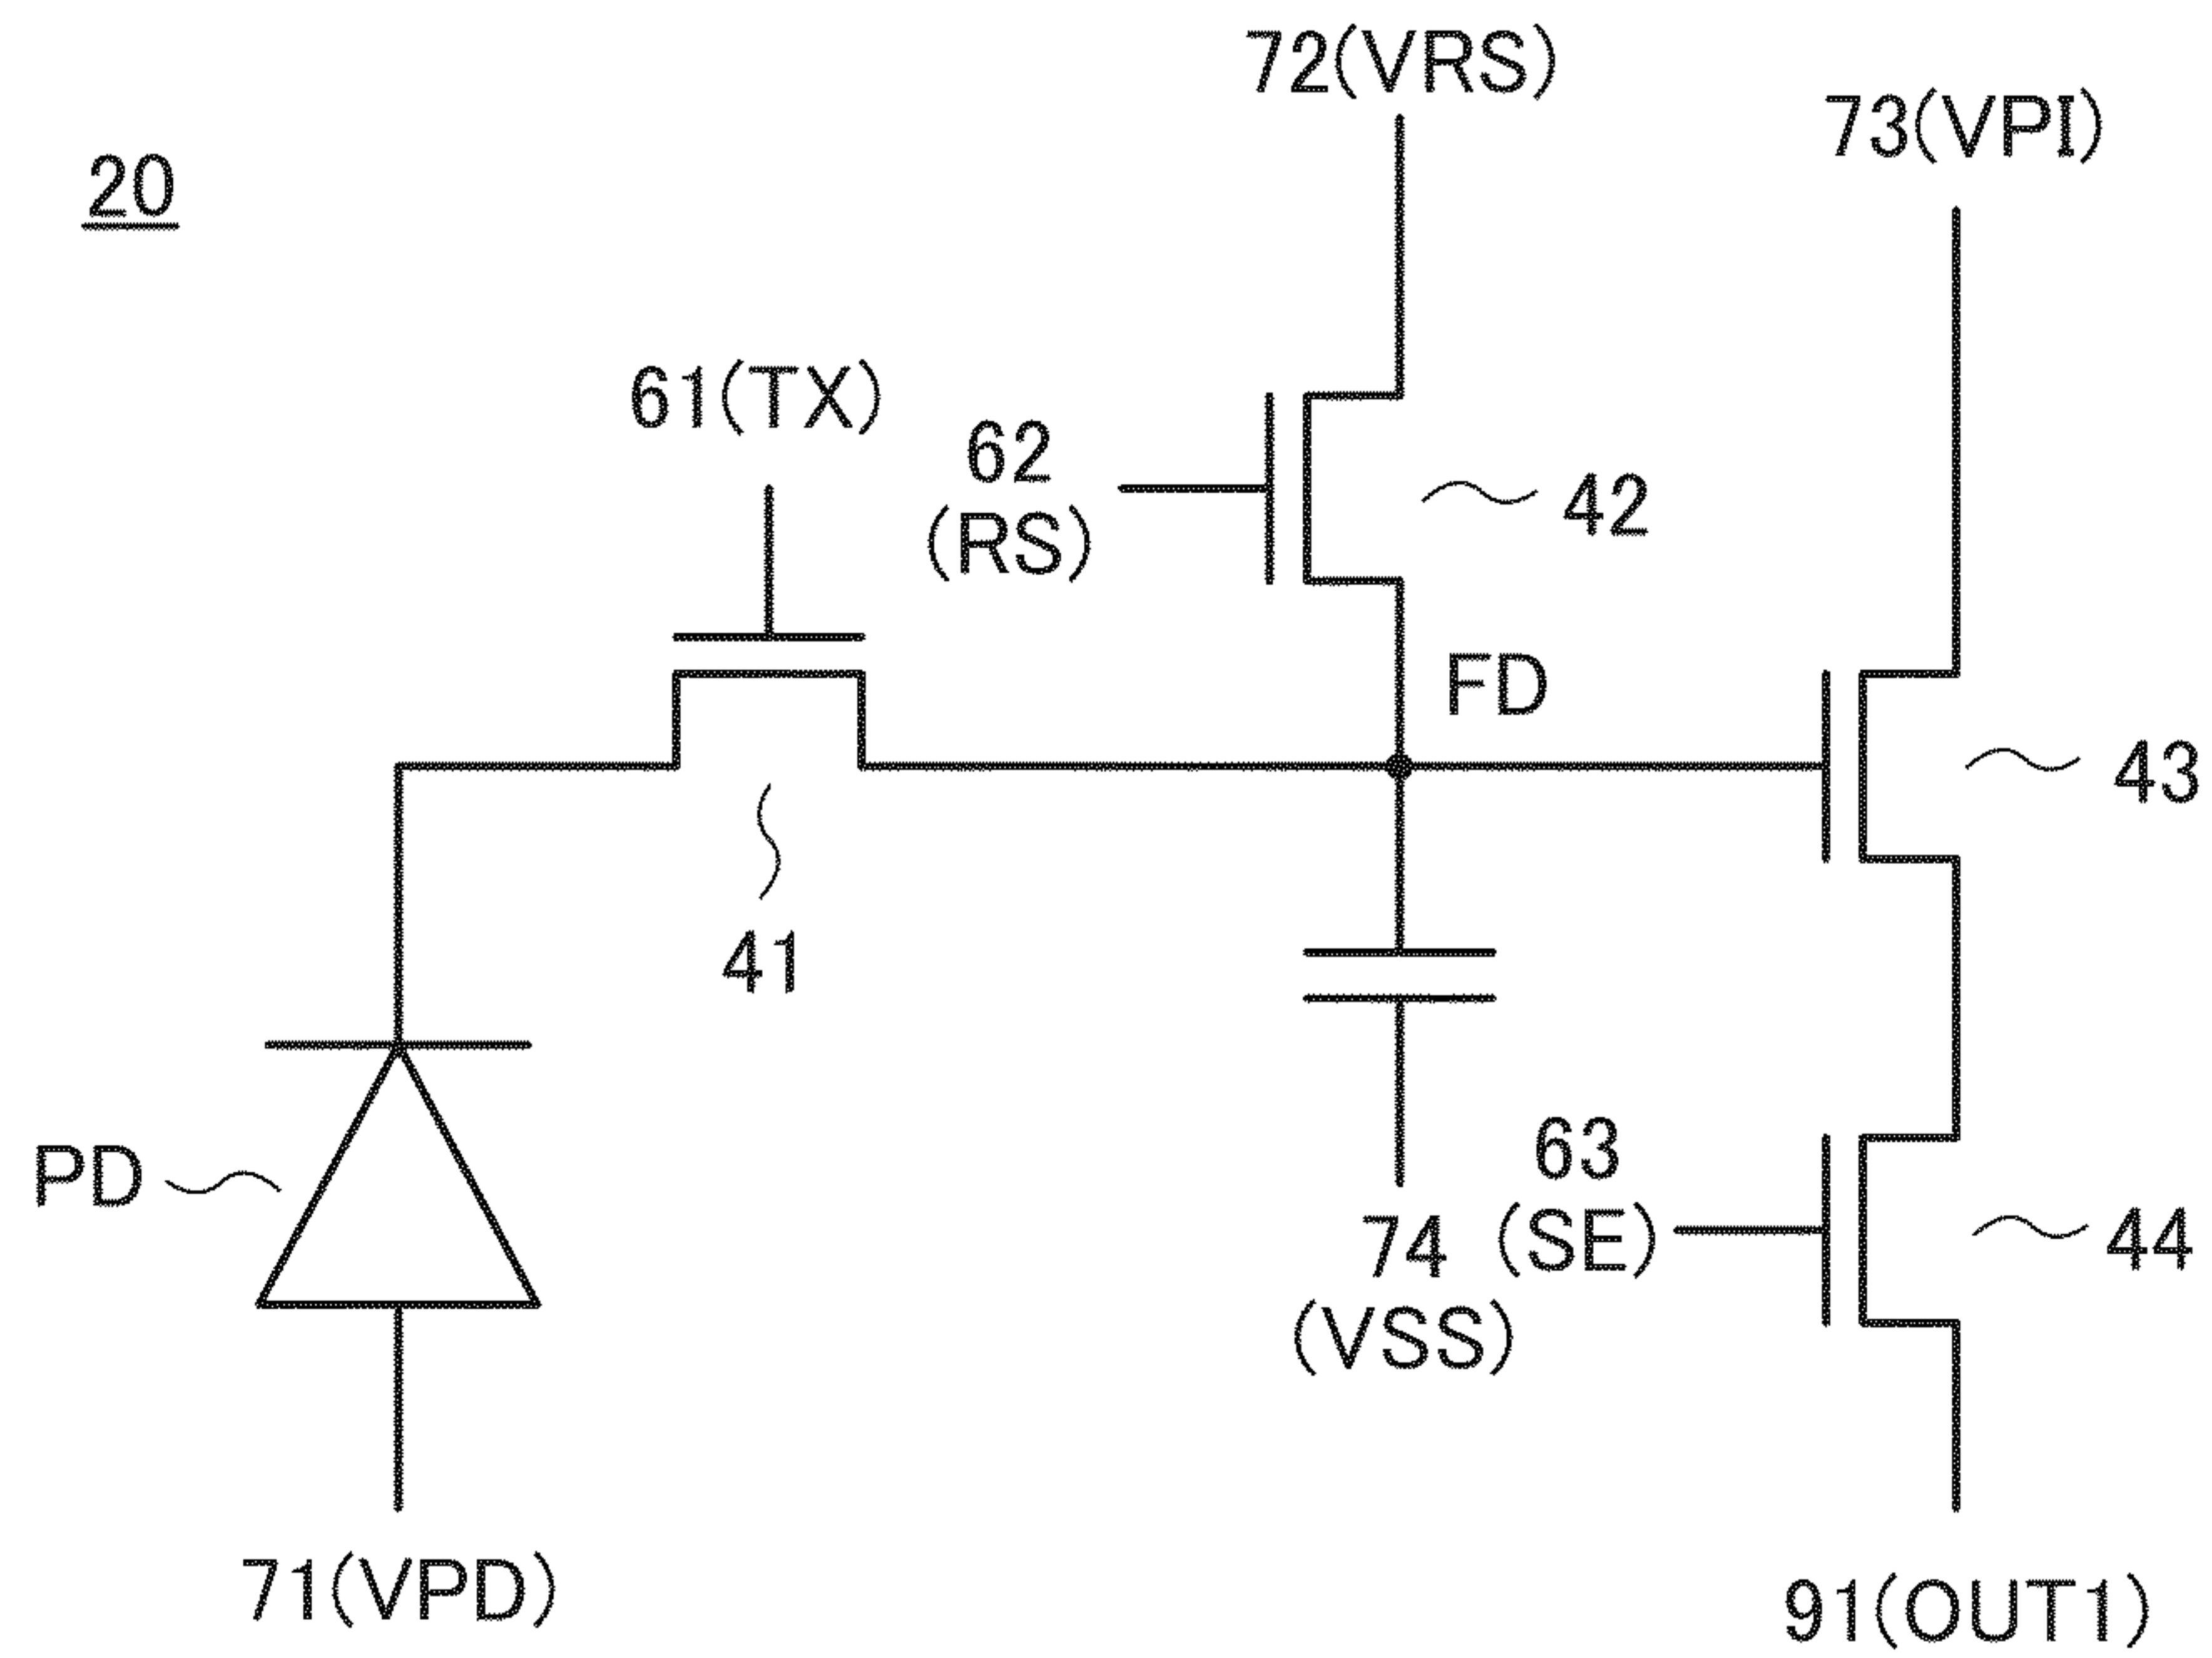 72(VRS)
73(VPI)
20
61(TX)
62
(RS)
42
FD
43
41
PD
63
(SE)
74
(VSS)
44
71(VPD)
91(OUT1)